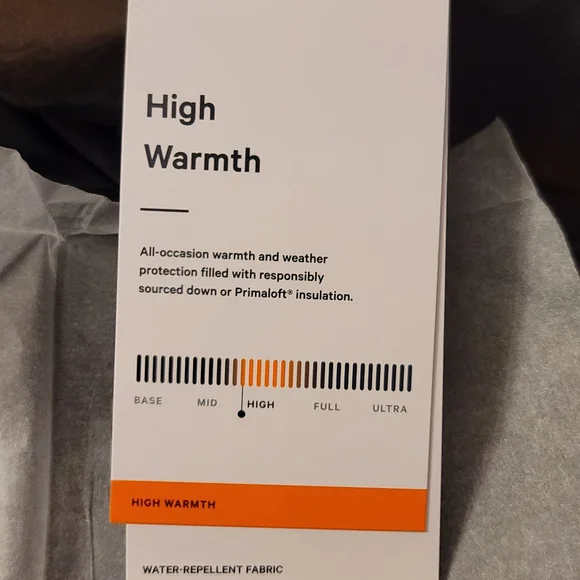 High
Warmth
All-occasion warmth and weather
protection filled with responsibly
sourced down or Primaloft® insulation.
BASE MID HIGH FULL ULTRA
HIGH WARMTH
WATER-REPELLENT FABRIC